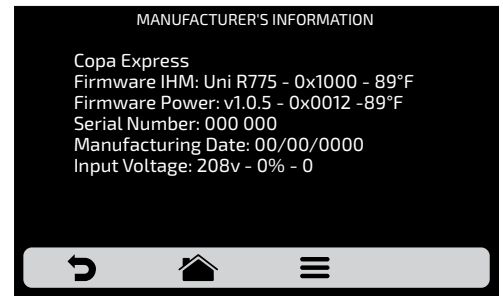 MANUFACTURER'S INFORMATION
Copa Express
Firmware IHM: Uni R775 - 0x1000 - 89°F
Firmware Power: v1.0.5 - 0x0012 -89°F
Serial Number: 000 000
Manufacturing Date: 00/00/0000
Input Voltage: 208v - 0% - 0